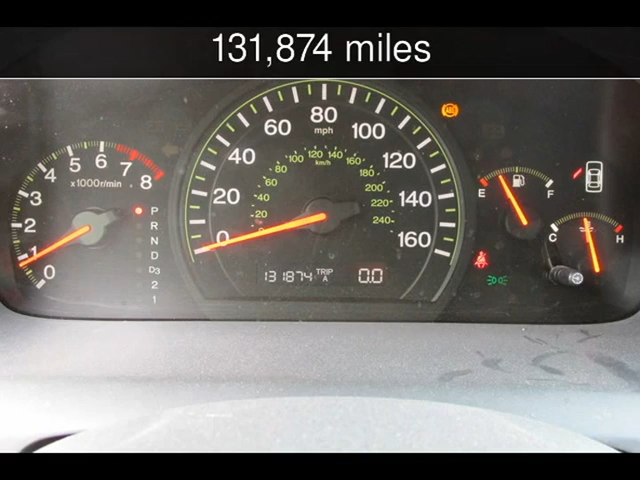 131,874 miles
80
60 100
mph
40 120
20 140
0 160
100 120 140
80 160
km/h
60 180
40 200
20 220
240
ABS
5 6 7
4 8
3 x1000r/min
2
1
0
P
R
N
D
D3
2
1
E F
C H
131874 TRIP A 0.0